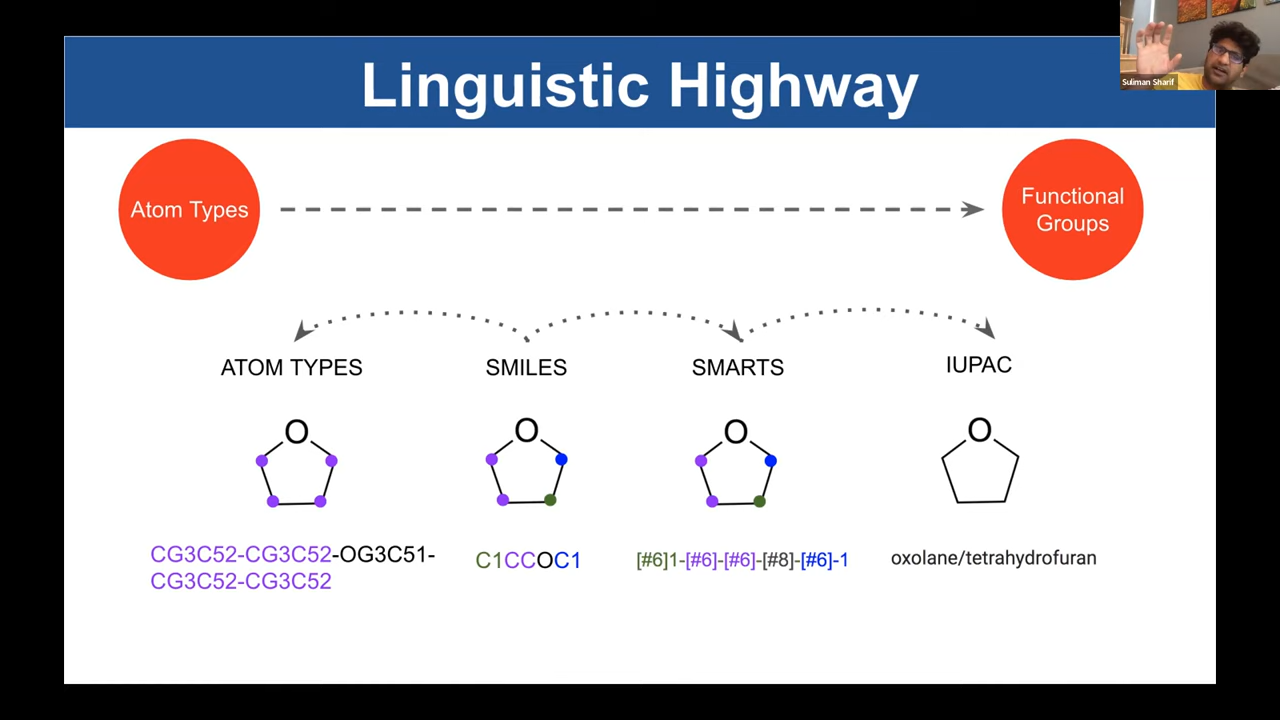 Linguistic Highway
Suliman Sharif
Atom Types
Functional
Groups
ATOM TYPES
SMILES
SMARTS
IUPAC
O
O
O
O
CG3C52-CG3C52-OG3C51-
CG3C52-CG3C52
C1CCOC1
[#6]1-[#6]-[#6]-[#8]-[#6]-1
oxolane/tetrahydrofuran